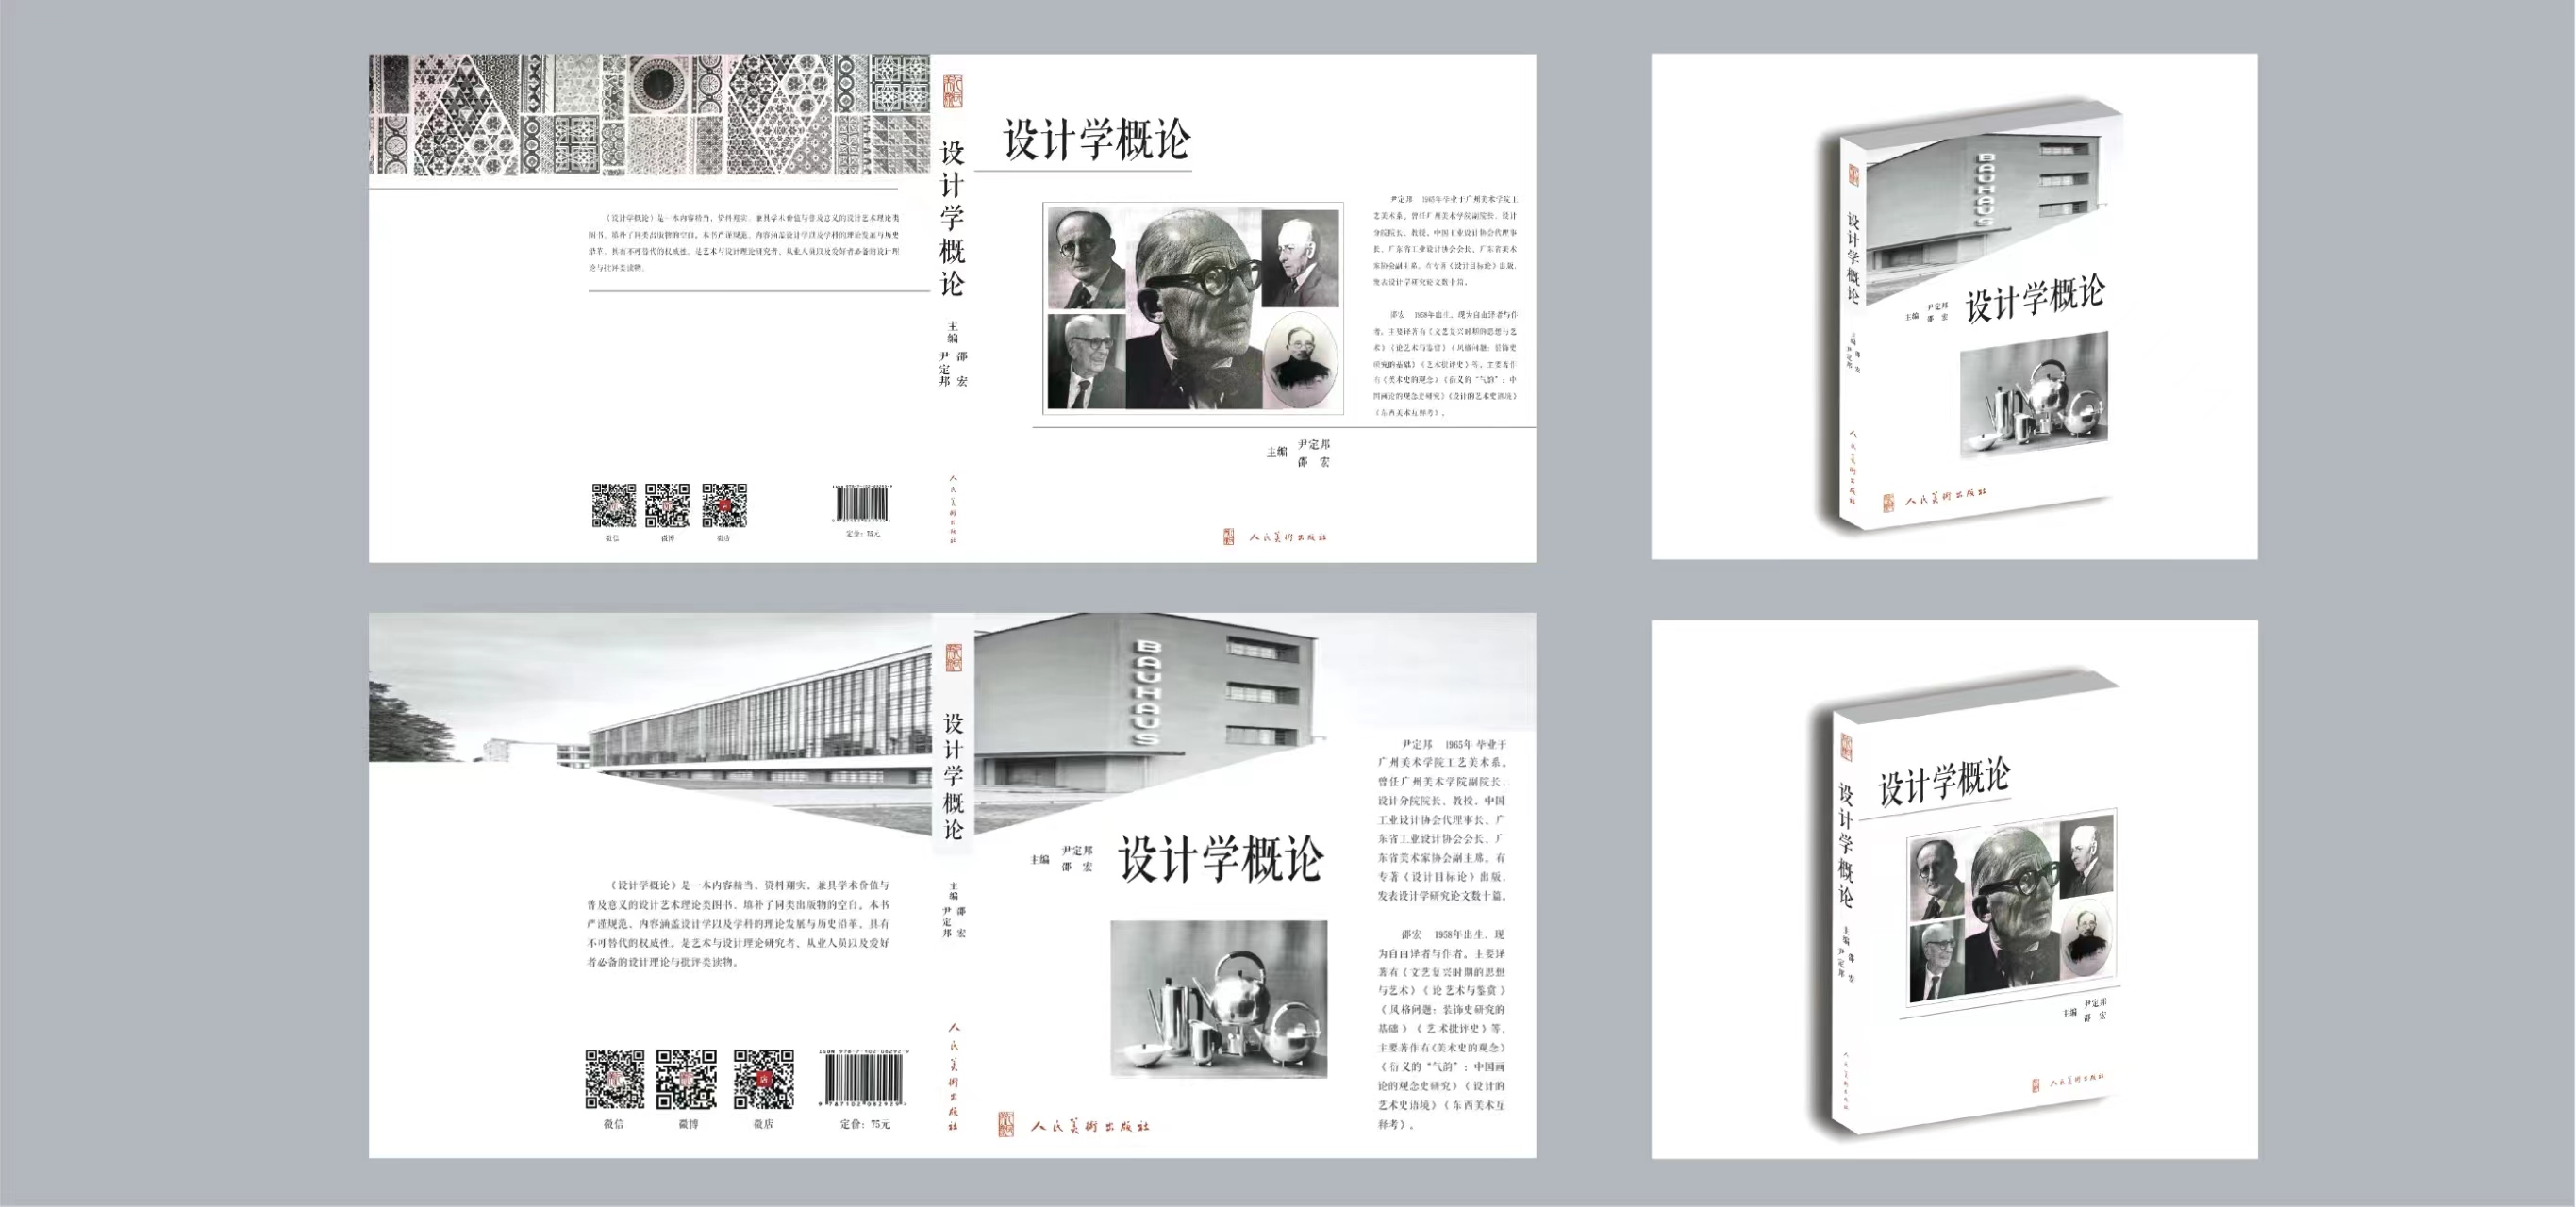 设计学概论
主编
尹定邦 邵宏
人民美術出版社
《设计学概论》是一本内容精当、资料翔实、兼具学术价值与普及意义的设计艺术理论类
图书，填补了同类出版物的空白。本书严谨规范，内容涵盖设计学以及学科的理论发展与历史
沿革，具有不可替代的权威性。是艺术与设计理论研究者、从业人员以及爱好者必备的设计理
论与批评类读物。
微信
微博
微店
定价：75元
设计学概论
尹定邦 1965年毕业于广州美术学院工
艺美术系。曾任广州美术学院副院长、设计
分院院长、教授、中国工业设计协会代理事
长、广东省工业设计协会会长、广东省美术
家协会副主席。有专著《设计目标论》出版，
发表设计学研究论文数十篇。
邵宏 1958年出生。现为自由译者与作
者。主要译著有《文艺复兴时期的思想与艺
术》《论艺术与鉴赏》《风格问题：装饰史
研究的基础》《艺术批评史》等，主要著作
有《美术史的观念》《衍义的“气韵”：中
国画论的观念史研究》《设计的艺术史语境》
《东西美术互释考》。
主编 尹定邦
邵 宏
人民美術出版社
BAUHAUS
设计学概论
主编 尹定邦
邵 宏
设计学概论
主编
尹定邦 邵宏
人民美術出版社
人民美術出版社
设计学概论
主编
尹定邦 邵宏
人民美術出版社
《设计学概论》是一本内容精当、资料翔实、兼具学术价值与
普及意义的设计艺术理论类图书，填补了同类出版物的空白。本书
严谨规范，内容涵盖设计学以及学科的理论发展与历史沿革，具有
不可替代的权威性。是艺术与设计理论研究者、从业人员以及爱好
者必备的设计理论与批评类读物。
微信
微博
微店
ISBN 978-7-102-08292-9
定价：75元
BAUHAUS
主编 尹定邦
邵 宏
设计学概论
人民美術出版社
尹定邦 1965年毕业于
广州美术学院工艺美术系。
曾任广州美术学院副院长、
设计分院院长、教授、中国
工业设计协会代理事长、广
东省工业设计协会会长、广
东省美术家协会副主席。有
专著《设计目标论》出版，
发表设计学研究论文数十篇。
邵宏 1958年出生。现
为自由译者与作者。主要译
著有《文艺复兴时期的思想
与艺术》《论艺术与鉴赏》
《风格问题：装饰史研究的
基础》《艺术批评史》等，
主要著作有《美术史的观念》
《衍义的“气韵”：中国画
论的观念史研究》《设计的
艺术史语境》《东西美术互
释考》。
设计学概论
主编
尹定邦 邵宏
人民美術出版社
设计学概论
主编 尹定邦
邵 宏
人民美術出版社